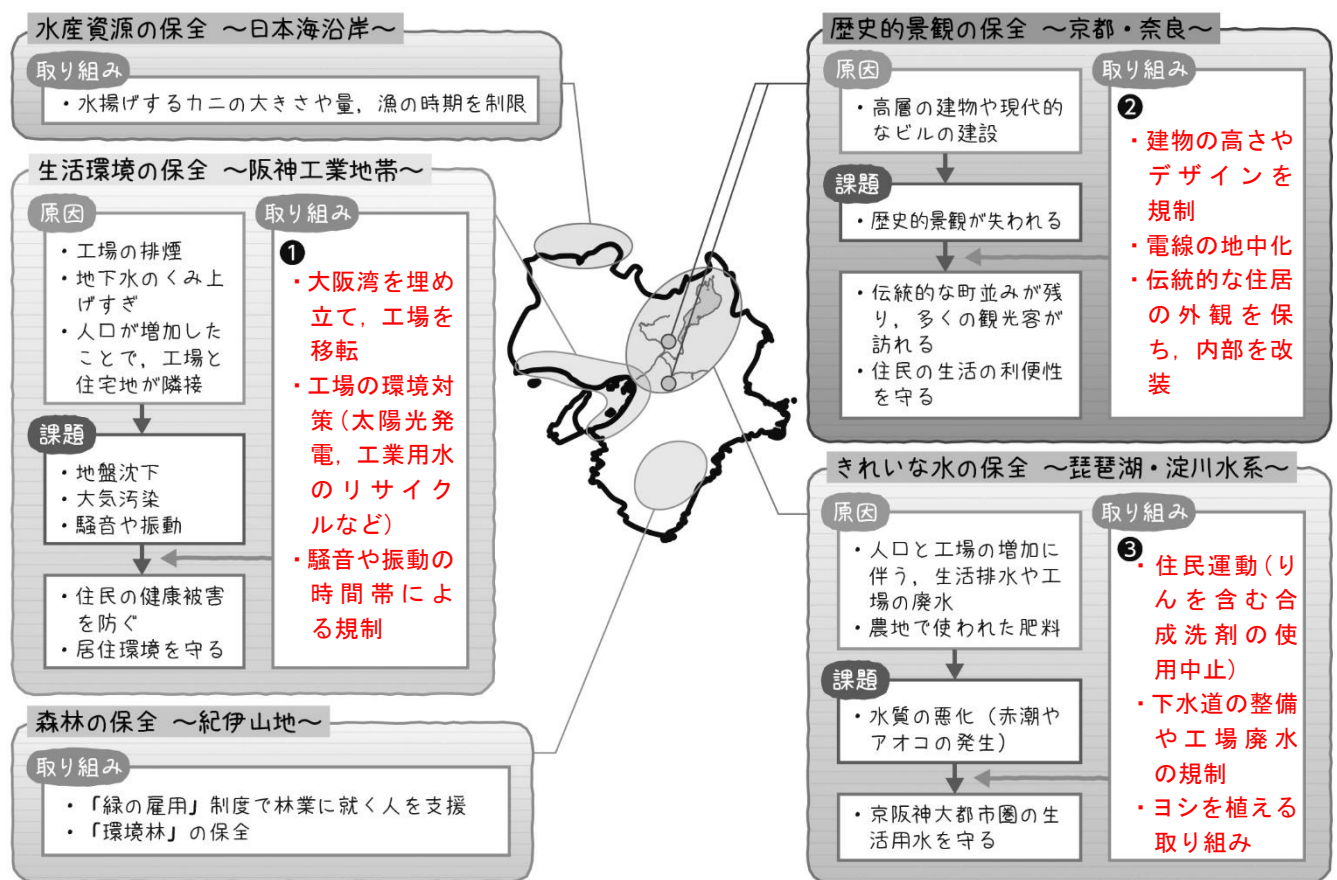 水産資源の保全 ～日本海沿岸～
取り組み
・水揚げするカニの大きさや量，漁の時期を制限
生活環境の保全 ～阪神工業地帯～
原因
・工場の排煙
・地下水のくみ上
げすぎ
・人口が増加した
ことで，工場と
住宅地が隣接
課題
・地盤沈下
・大気汚染
・騒音や振動
・住民の健康被害
を防ぐ
・居住環境を守る
取り組み
❶
・大阪湾を埋め
立て，工場を
移転
・工場の環境対
策（太陽光発
電，工業用水
のリサイク
ルなど）
・騒音や振動の
時間帯によ
る規制
森林の保全 ～紀伊山地～
取り組み
・「緑の雇用」制度で林業に就く人を支援
・「環境林」の保全
歴史的景観の保全 ～京都・奈良～
原因
・高層の建物や現代的
なビルの建設
課題
・歴史的景観が失われる
・伝統的な町並みが残
り，多くの観光客が
訪れる
・住民の生活の利便性
を守る
取り組み
❷
・建物の高さや
デザインを
規制
・電線の地中化
・伝統的な住居
の外観を保
ち，内部を改
装
きれいな水の保全 ～琵琶湖・淀川水系～
原因
・人口と工場の増加に
伴う，生活排水や工
場の廃水
・農地で使われた肥料
課題
・水質の悪化（赤潮や
アオコの発生）
・京阪神大都市圏の生
活用水を守る
取り組み
❸
・住民運動（り
んを含む合
成洗剤の使
用中止）
・下水道の整備
や工場廃水
の規制
・ヨシを植える
取り組み